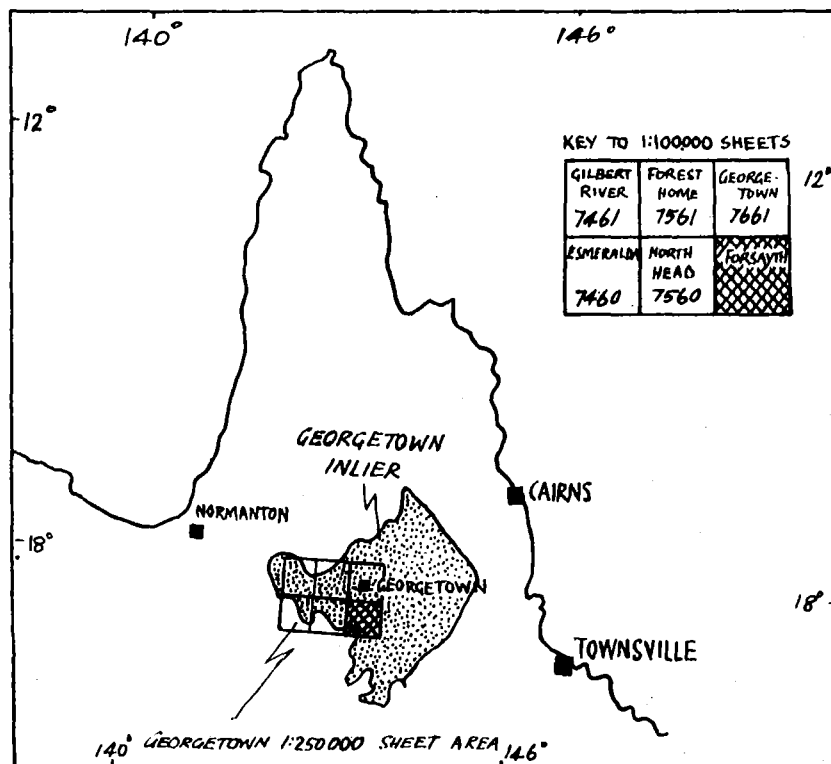 140°
146°
12°
KEY TO 1:100,000 SHEETS
GILBERT RIVER 7461
FOREST HOME 7561
GEORGE-TOWN 7661
12°
ESMERALDA 7460
NORTH HEAD 7560
FORSAYTH
GEORGETOWN
INLIER
CAIRNS
NORMANTON
18°
GEORGETOWN
18°
TOWNSVILLE
140°
GEORGETOWN 1:250000 SHEET AREA
146°